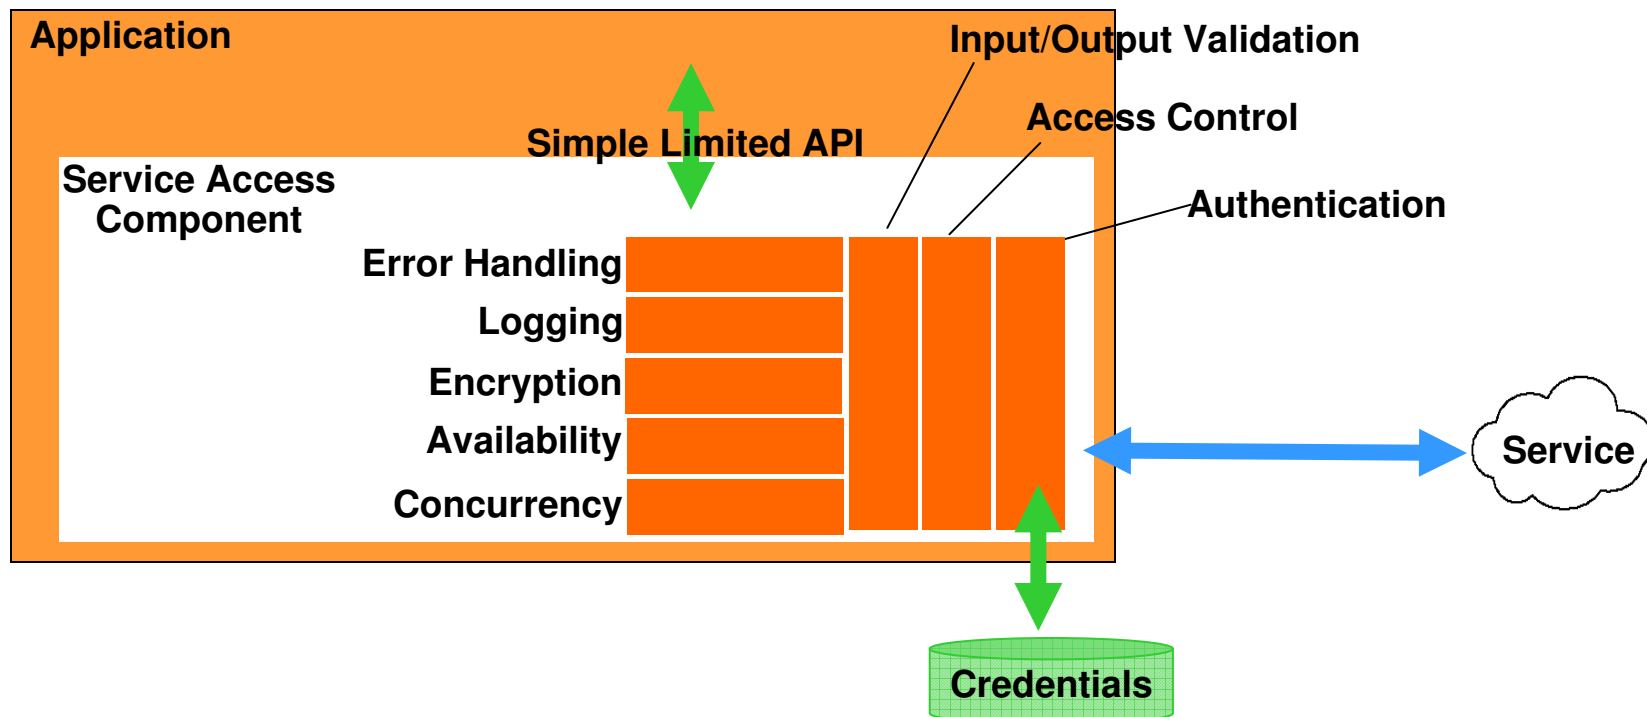 Application
Input/Output Validation
Access Control
Simple Limited API
Service Access
Component
Authentication
Error Handling
Logging
Encryption
Availability
Concurrency
Service
Credentials